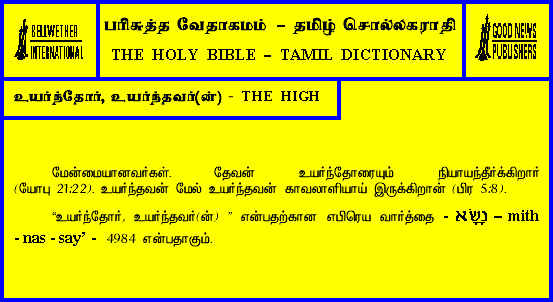 BELLWETHER
INTERNATIONAL
பரிசுத்த வேதாகமம் – தமிழ் சொல்லகராதி
THE HOLY BIBLE – TAMIL DICTIONARY
GOOD NEWS
PUBLISHERS
உயர்ந்தோர், உயர்ந்தவர்(ன்) - THE HIGH
மேன்மையானவர்கள். தேவன் உயர்ந்தோரையும் நியாயந்தீர்க்கிறார்
(யோபு 21:22). உயர்ந்தவன் மேல் உயர்ந்தவன் காவலாளியாய் இருக்கிறான் (பிர 5:8).
“உயர்ந்தோர், உயர்ந்தவர்(ன்) ” என்பதற்கான எபிரெய வார்த்தை - נָשָׂא – mith
- nas - say’ - 4984 என்பதாகும்.